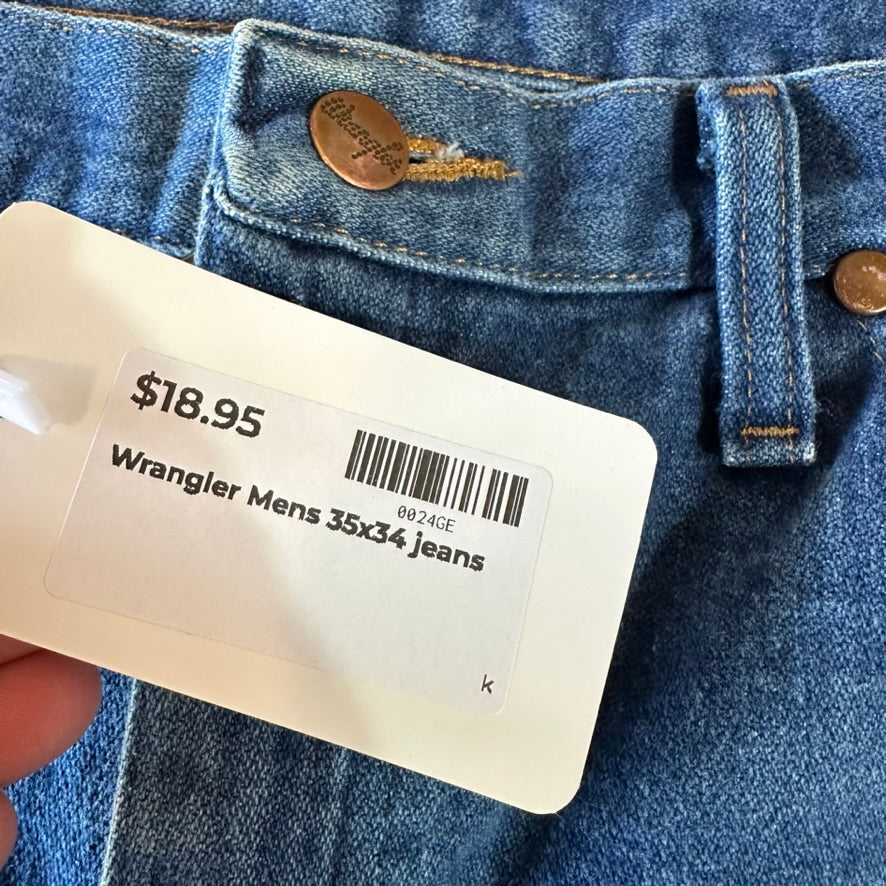 $18.95
0024GE
Wrangler Mens 35x34 jeans
k